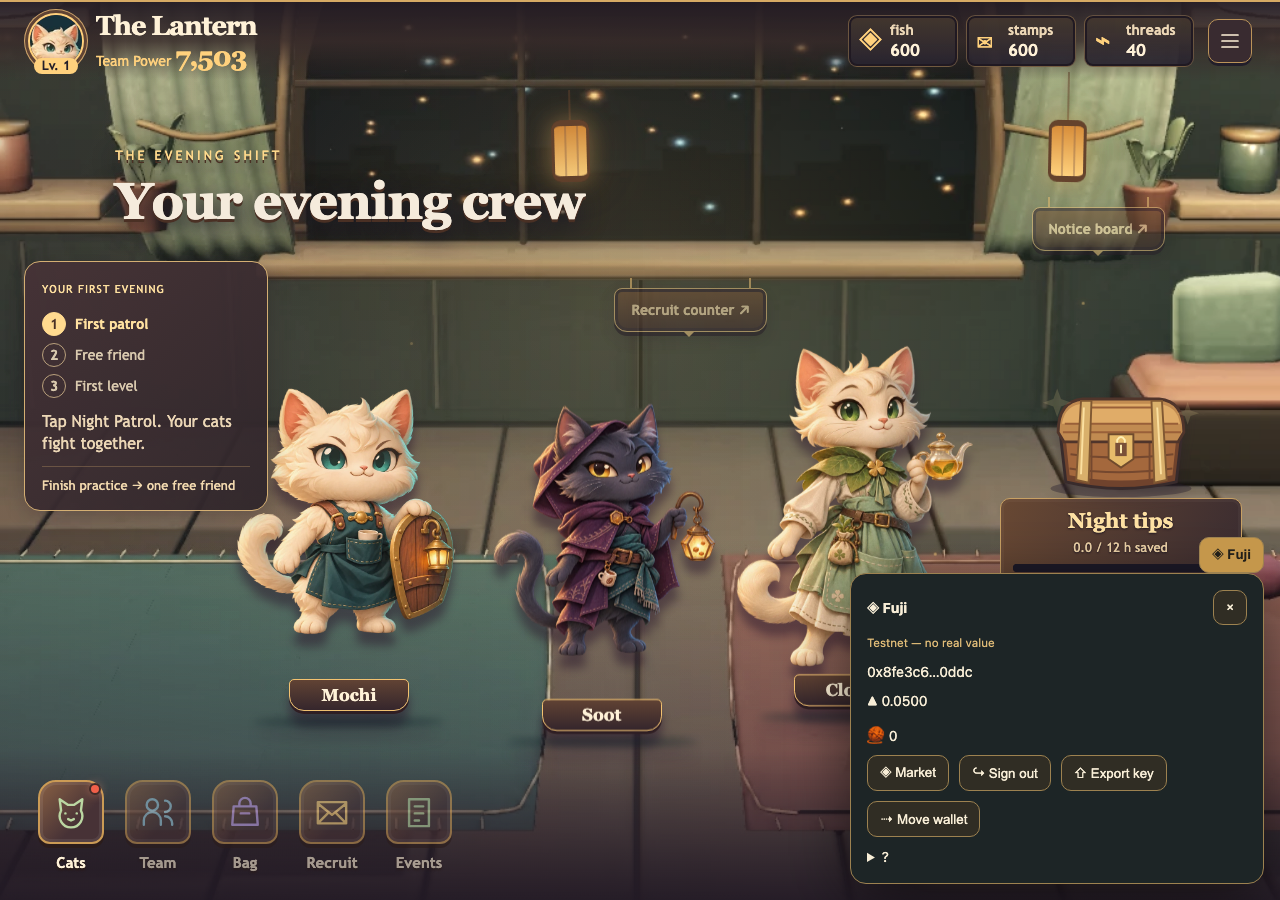 The Lantern
Lv. 1
Team Power 7,503
fish
600
stamps
600
threads
40
THE EVENING SHIFT
Your evening crew
Notice board ↗
Recruit counter ↗
YOUR FIRST EVENING
1 First patrol
2 Free friend
3 First level
Tap Night Patrol. Your cats
fight together.
Finish practice → one free friend
Night tips
0.0 / 12 h saved
◈ Fuji
◈ Fuji
×
Testnet — no real value
0x8fe3c6…0ddc
▲ 0.0500
0
◈ Market
↪ Sign out
⇧ Export key
⇢ Move wallet
▶ ?
Mochi
Soot
Cats
Team
Bag
Recruit
Events